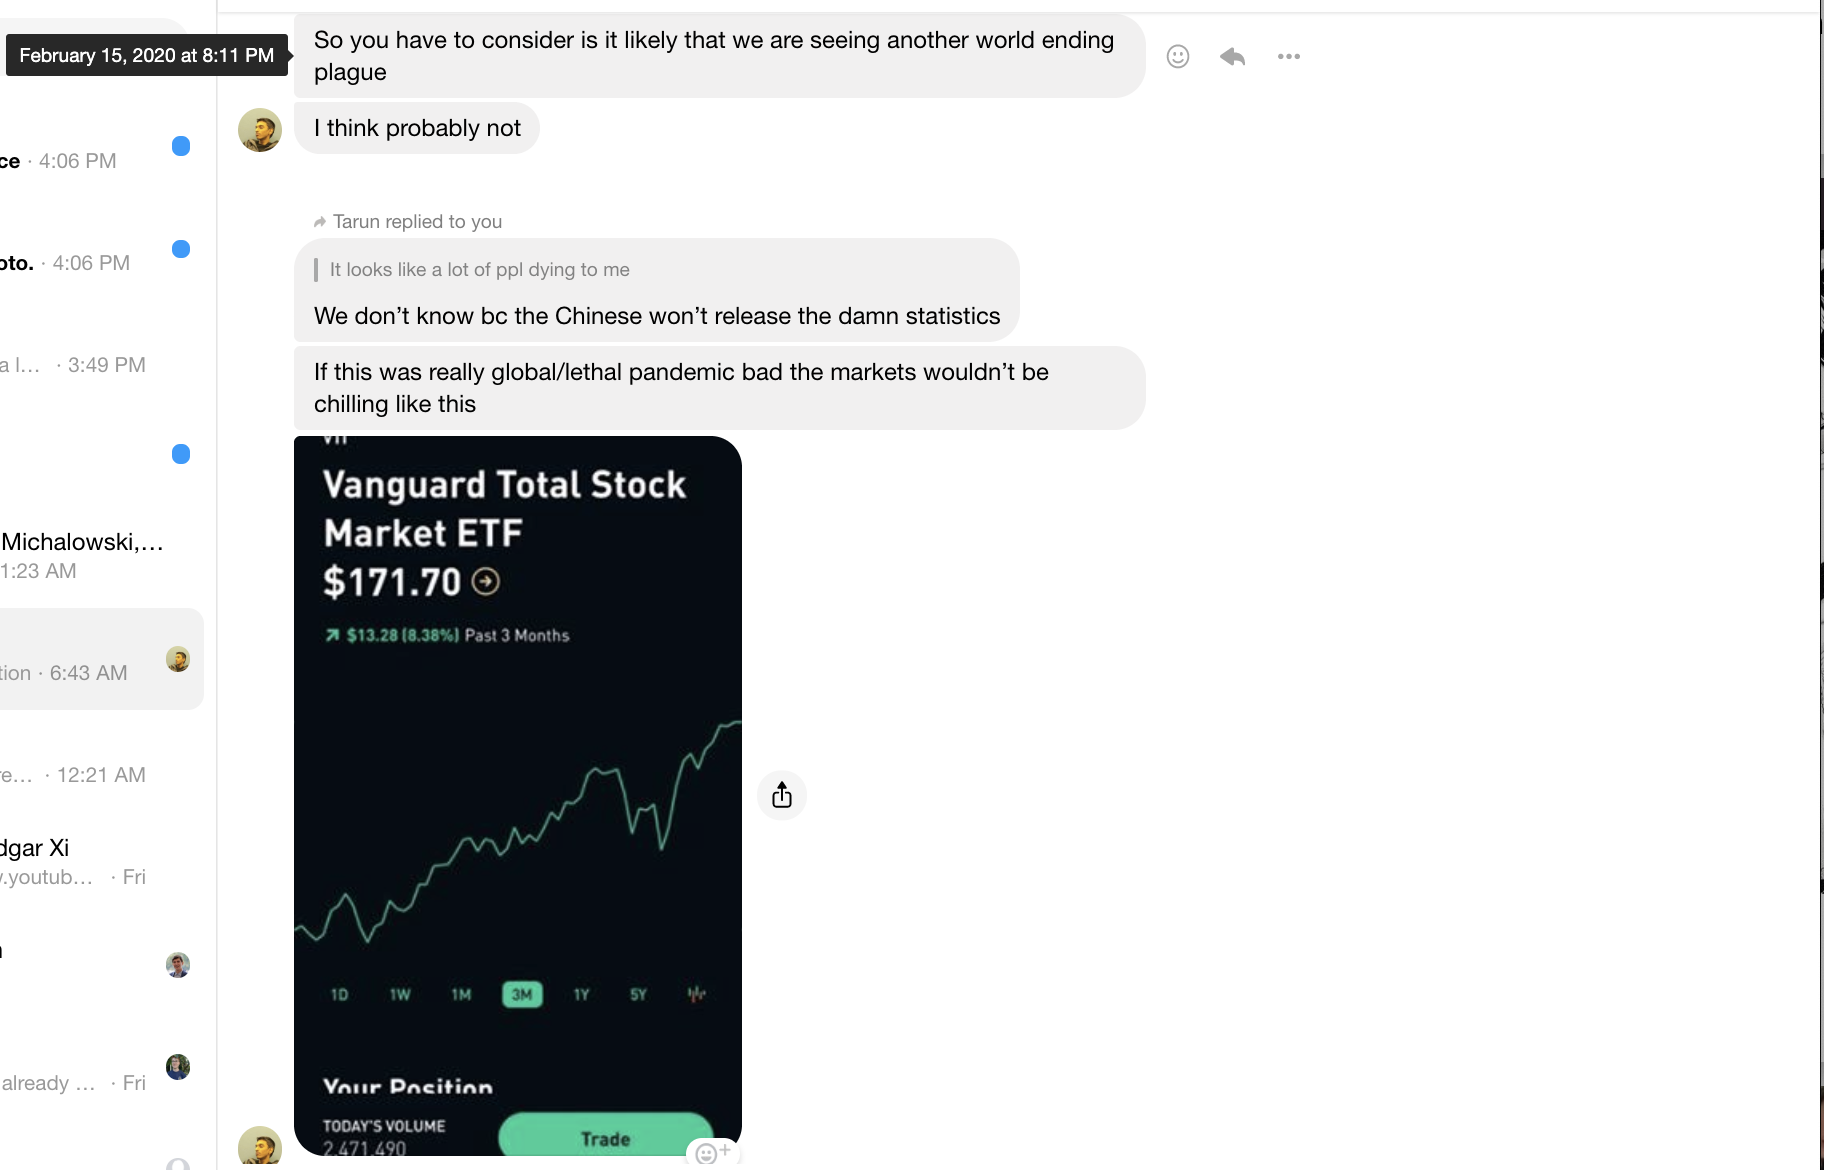 February 15, 2020 at 8:11 PM
So you have to consider is it likely that we are seeing another world ending
plague
I think probably not
Tarun replied to you
It looks like a lot of ppl dying to me
We don’t know bc the Chinese won’t release the damn statistics
If this was really global/lethal pandemic bad the markets wouldn’t be
chilling like this
VTI
Vanguard Total Stock
Market ETF
$171.70
$13.28 (8.38%) Past 3 Months
1D 1W 1M 3M 1Y 5Y
Your Position
TODAY'S VOLUME
2,471,490
Trade
ce · 4:06 PM
oto. · 4:06 PM
a l… · 3:49 PM
Michalowski,…
1:23 AM
tion · 6:43 AM
re… · 12:21 AM
dgar Xi
.youtub… · Fri
already … · Fri